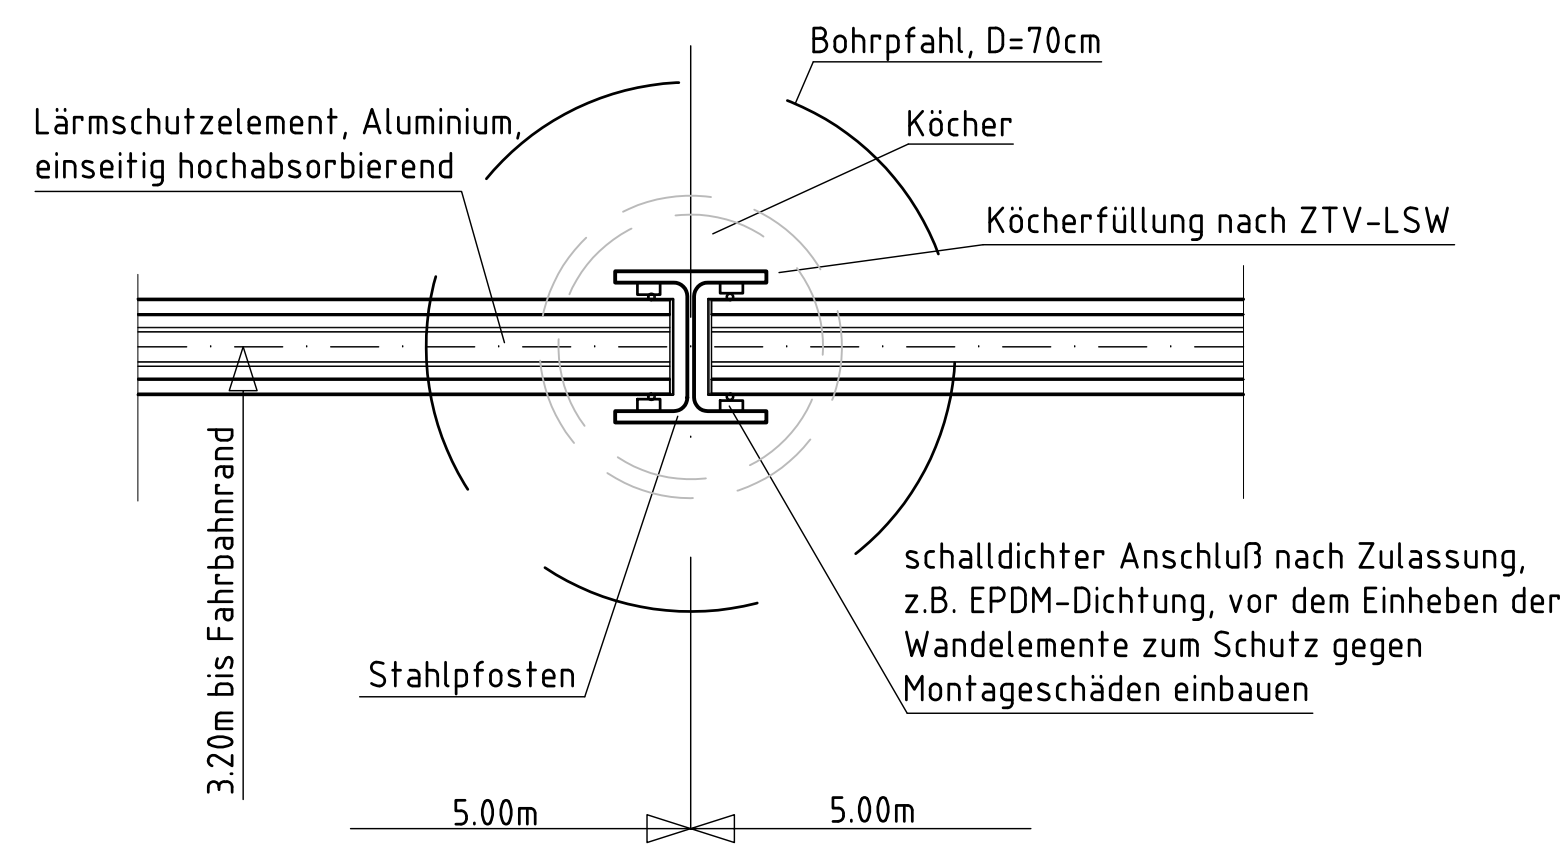 Bohrpfahl, D=70cm
Lärmschutzelement, Aluminium,
einseitig hochabsorbierend
Köcher
Köcherfüllung nach ZTV-LSW
3.20m bis Fahrbahnrand
schalldichter Anschluß nach Zulassung,
z.B. EPDM-Dichtung, vor dem Einheben der
Wandelemente zum Schutz gegen
Montageschäden einbauen
Stahlpfosten
5.00m
5.00m